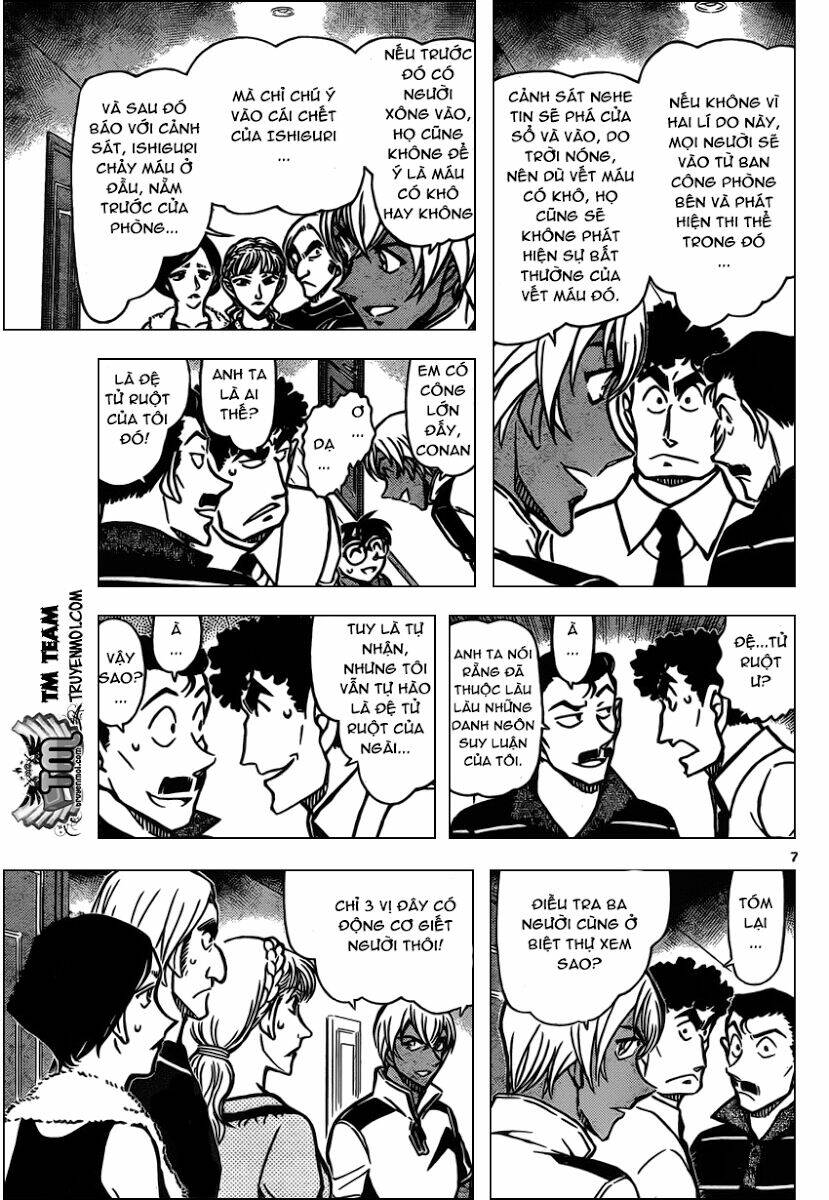 NẾU KHÔNG VÌ
HAI LÍ DO NÀY,
MỌI NGƯỜI SẼ
VÀO TỪ BAN
CÔNG PHÒNG
BÊN VÀ PHÁT
HIỆN THI THỂ
TRONG ĐÓ
...
CẢNH SÁT NGHE
TIN SẼ PHÁ CỬA
SỔ VÀ VÀO, DO
TRỜI NÓNG,
NÊN DÙ VẾT MÁU
CÓ KHÔ, HỌ
CŨNG SẼ
KHÔNG PHÁT
HIỆN SỰ BẤT
THƯỜNG CỦA
VẾT MÁU ĐÓ.
NẾU TRƯỚC
ĐÓ CÓ
NGƯỜI
XÔNG VÀO,
HỌ CŨNG
KHÔNG ĐỂ
Ý LÀ MÁU
CÓ KHÔ
HAY KHÔNG
MÀ CHỈ CHÚ Ý
VÀO CÁI CHẾT
CỦA ISHIGURI
...
VÀ SAU ĐÓ
BÁO VỚI CẢNH
SÁT, ISHIGURI
CHẢY MÁU Ở
ĐẦU, NẰM
TRƯỚC CỬA
PHÒNG...
EM CÓ
CÔNG
LỚN
ĐẤY,
CONAN
Ơ
...
DẠ
...
ANH TA
LÀ AI
THẾ?
LÀ ĐỆ
TỬ RUỘT
CỦA TÔI
ĐÓ!
ĐỆ...TỬ
RUỘT
Ư?
À
...
ANH TA NÓI
RẰNG ĐÃ
THUỘC LÀU
LÀU NHỮNG
DANH NGÔN
SUY LUẬN
CỦA TÔI.
TUY LÀ TỰ
NHẬN,
NHƯNG TÔI
VẪN TỰ HÀO
LÀ ĐỆ TỬ
RUỘT CỦA
NGÀI...
À
...
VẬY
SAO?
...
TM TEAM
TRUYENMOI.COM
TM
truyenmoi.com
7
TÓM
LẠI
...
ĐIỀU TRA BA
NGƯỜI CÙNG Ở
BIỆT THỰ XEM
SAO?
CHỈ 3 VỊ ĐÂY CÓ
ĐỘNG CƠ GIẾT
NGƯỜI THÔI!